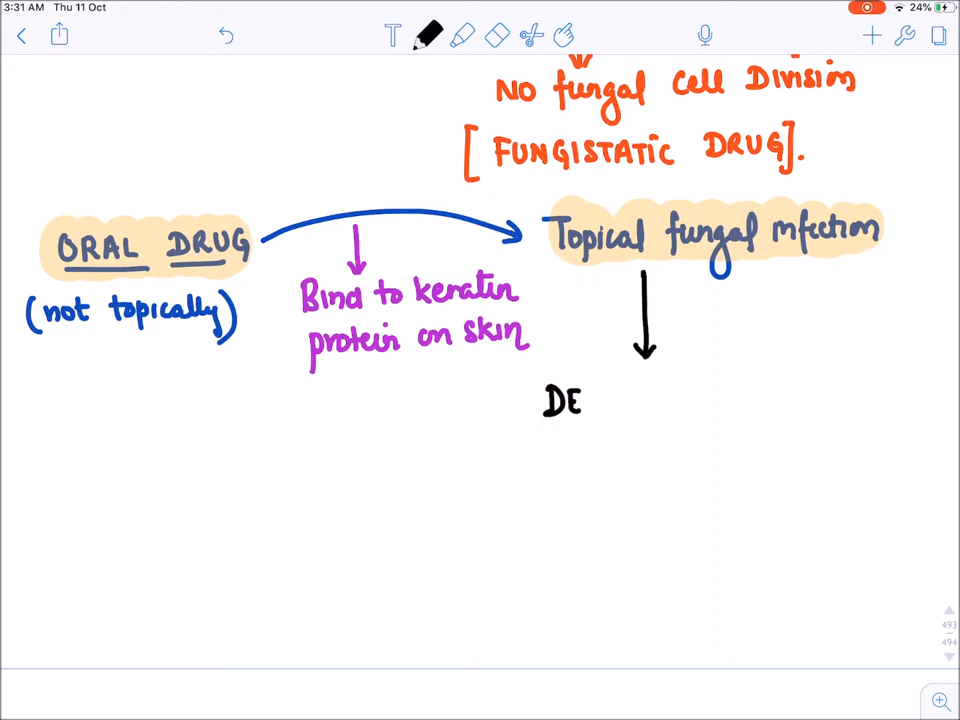 3:31 AM Thu 11 Oct
24%
T
NO fungal cell Division
[FUNGISTATIC DRUG].
ORAL DRUG
Topical fungal infection
(not topically)
Bind to keratin
protein on skin
DE
493
494